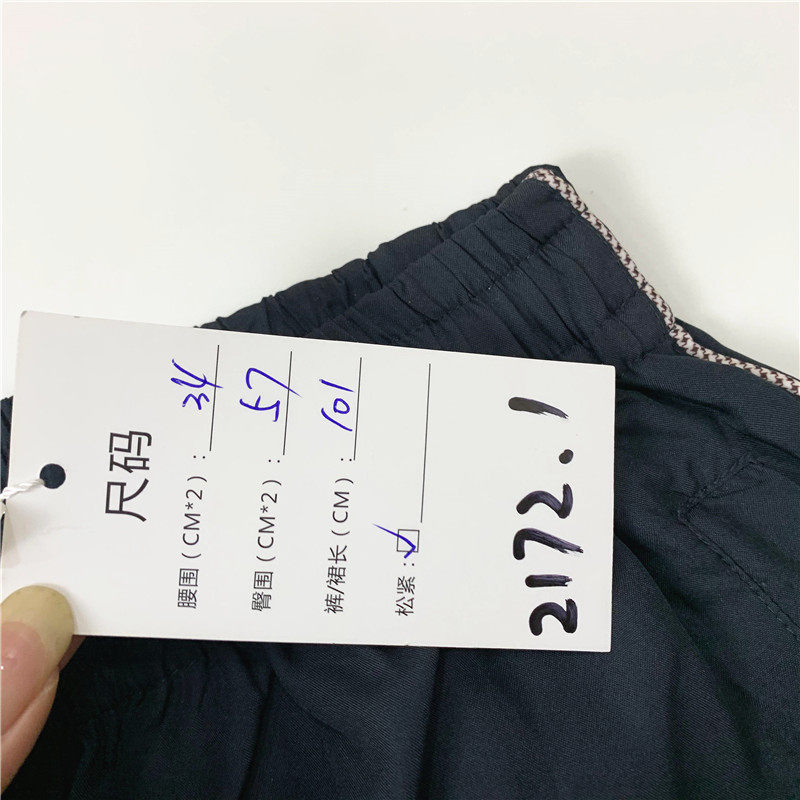 尺码
腰围(CM*2): 34
臀围(CM*2): 57
裤/裙长(CM): 101
松紧: ☑
2172.1